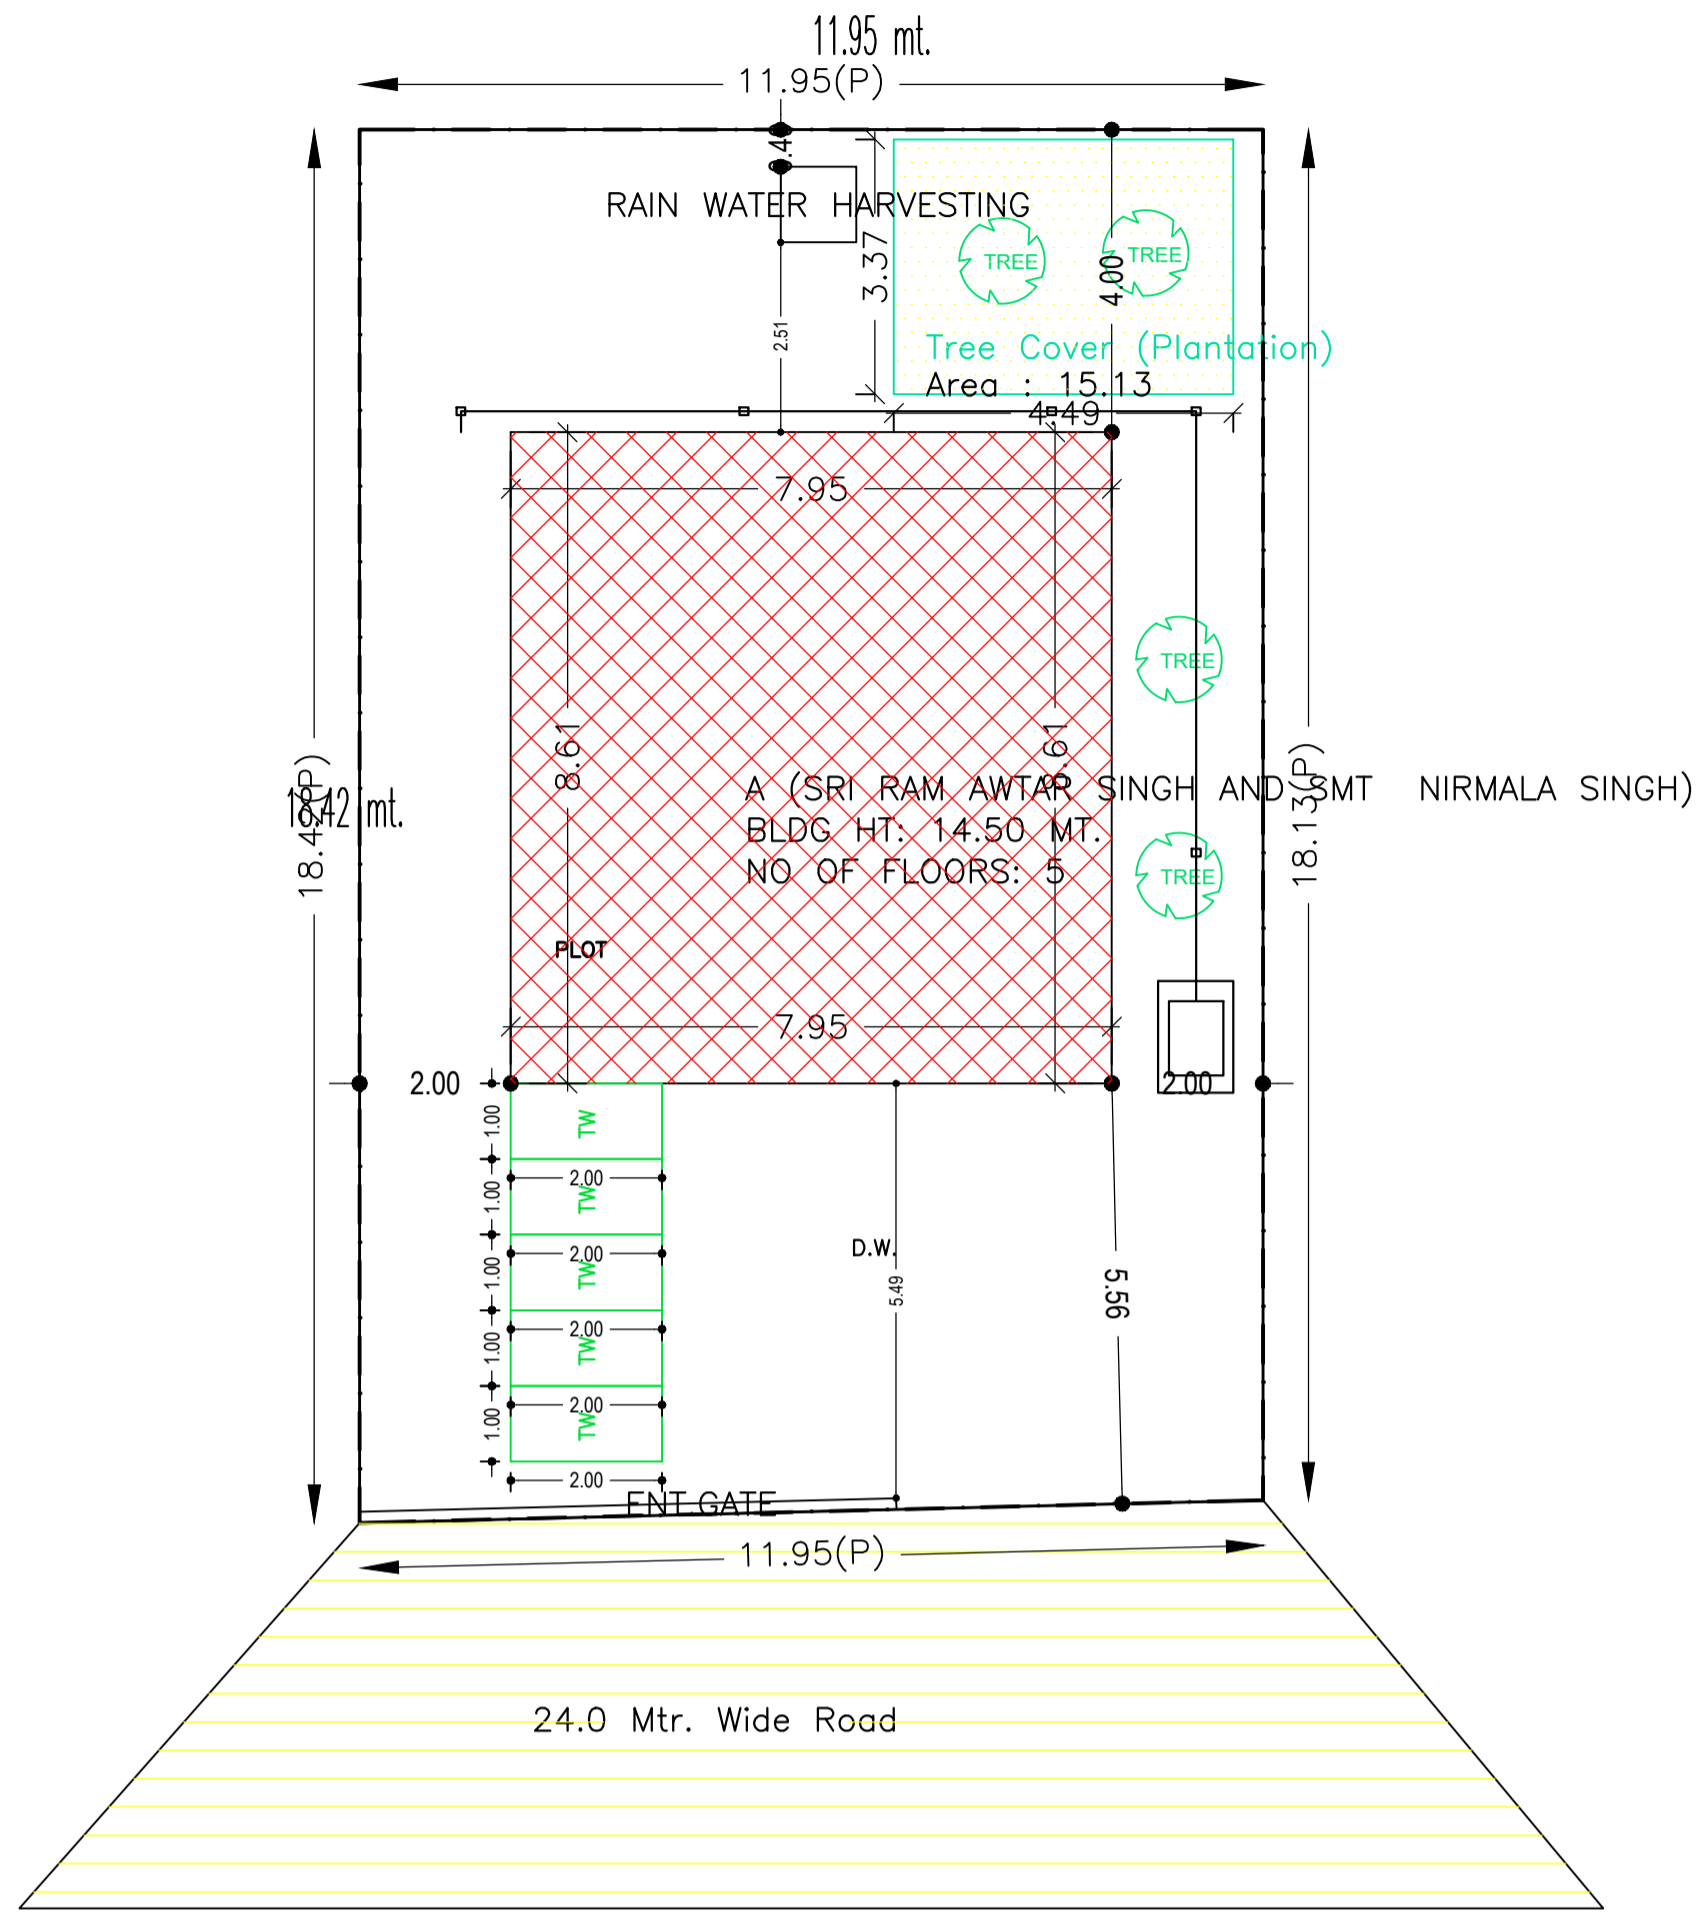 11.95 mt.
11.95(P)
RAIN WATER HARVESTING
3.37
TREE
TREE
4.00
2.51
Tree Cover (Plantation)
Area : 15.13
4.49
7.95
TREE
8.61
8.61
18.42(P)
18.42 mt.
18.13(P)
A (SRI RAM AWTAR SINGH AND SMT NIRMALA SINGH)
BLDG HT: 14.50 MT.
NO OF FLOORS: 5
TREE
PLOT
7.95
2.00
2.00
1.00
TW
2.00
1.00
TW
2.00
D.W.
1.00
TW
5.49
5.56
2.00
1.00
TW
2.00
1.00
TW
2.00
ENT.GATE
11.95(P)
24.0 Mtr. Wide Road